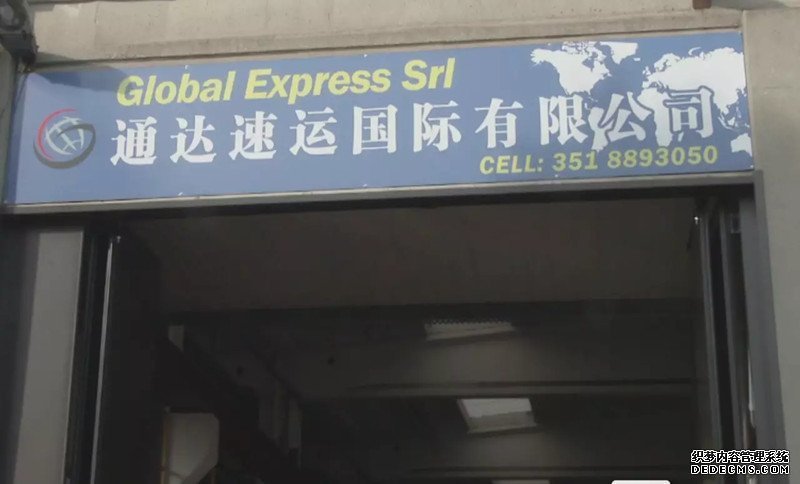 Global Express Srl
通达速运国际有限公司
CELL: 351 8893050
织梦内容管理系统
DEDECMS.COM